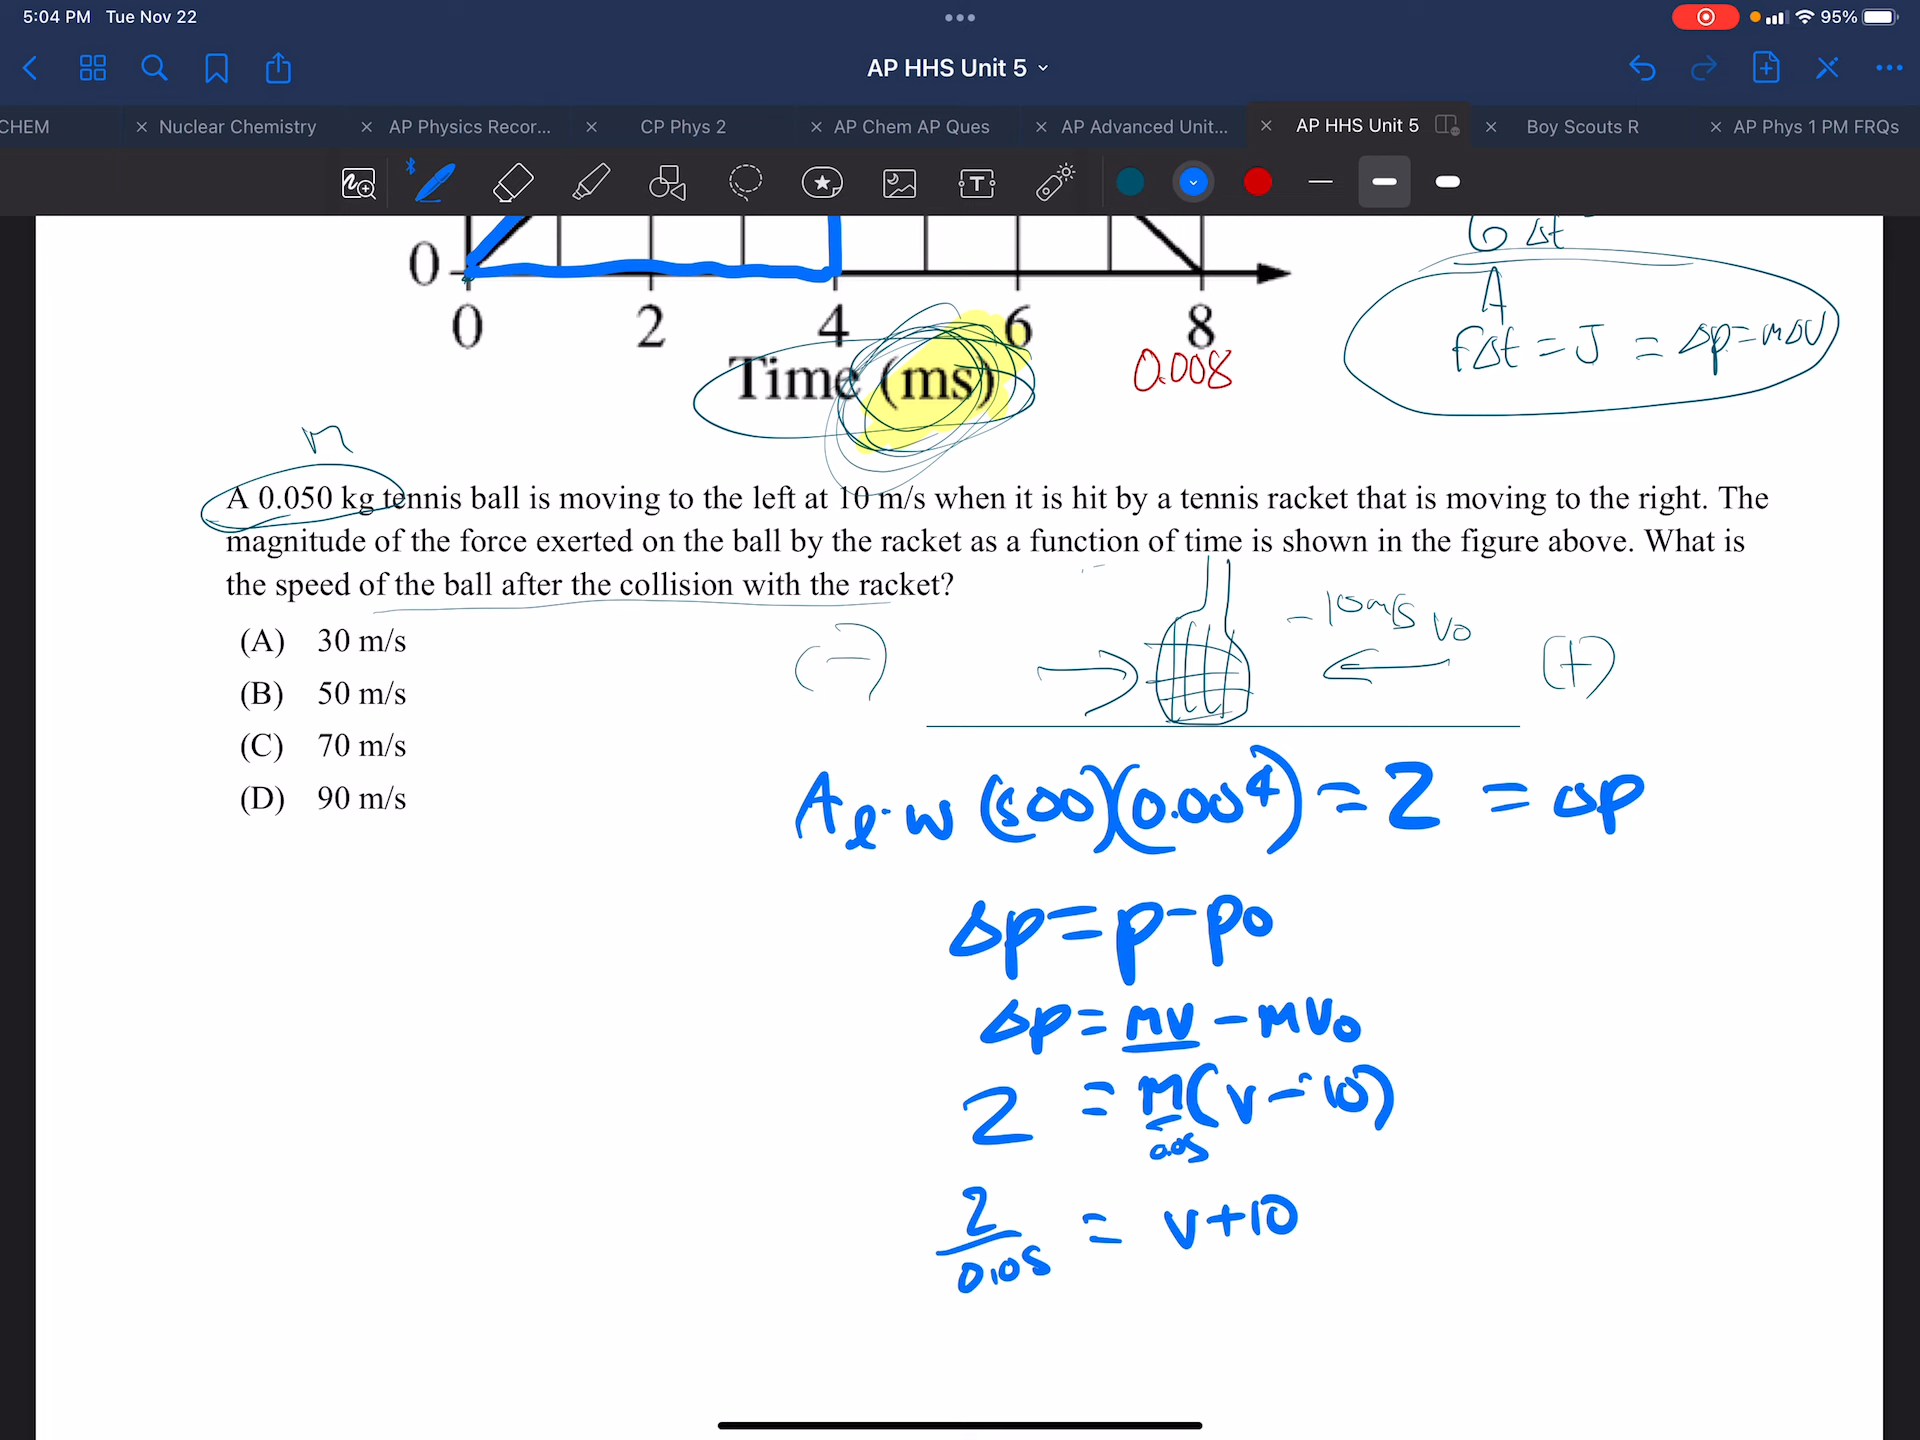 5:04 PM Tue Nov 22
95%
AP HHS Unit 5
CHEM
Nuclear Chemistry
AP Physics Recor...
CP Phys 2
AP Chem AP Ques
AP Advanced Unit...
AP HHS Unit 5
Boy Scouts R
AP Phys 1 PM FRQs
T
6 Δt
0
A
0 2 4 6 8
FΔt = J = Δp = mΔv
Time (ms)
0.008
m
A 0.050 kg tennis ball is moving to the left at 10 m/s when it is hit by a tennis racket that is moving to the right. The
magnitude of the force exerted on the ball by the racket as a function of time is shown in the figure above. What is
the speed of the ball after the collision with the racket?
(A) 30 m/s
(B) 50 m/s
(C) 70 m/s
(D) 90 m/s
-10m/s v0
(-)
(+)
A l·w (500)(0.004) = 2 = Δp
Δp = p - p0
Δp = mv - mv0
2 = m(v - -10)
0.05
2/0.05 = v+10